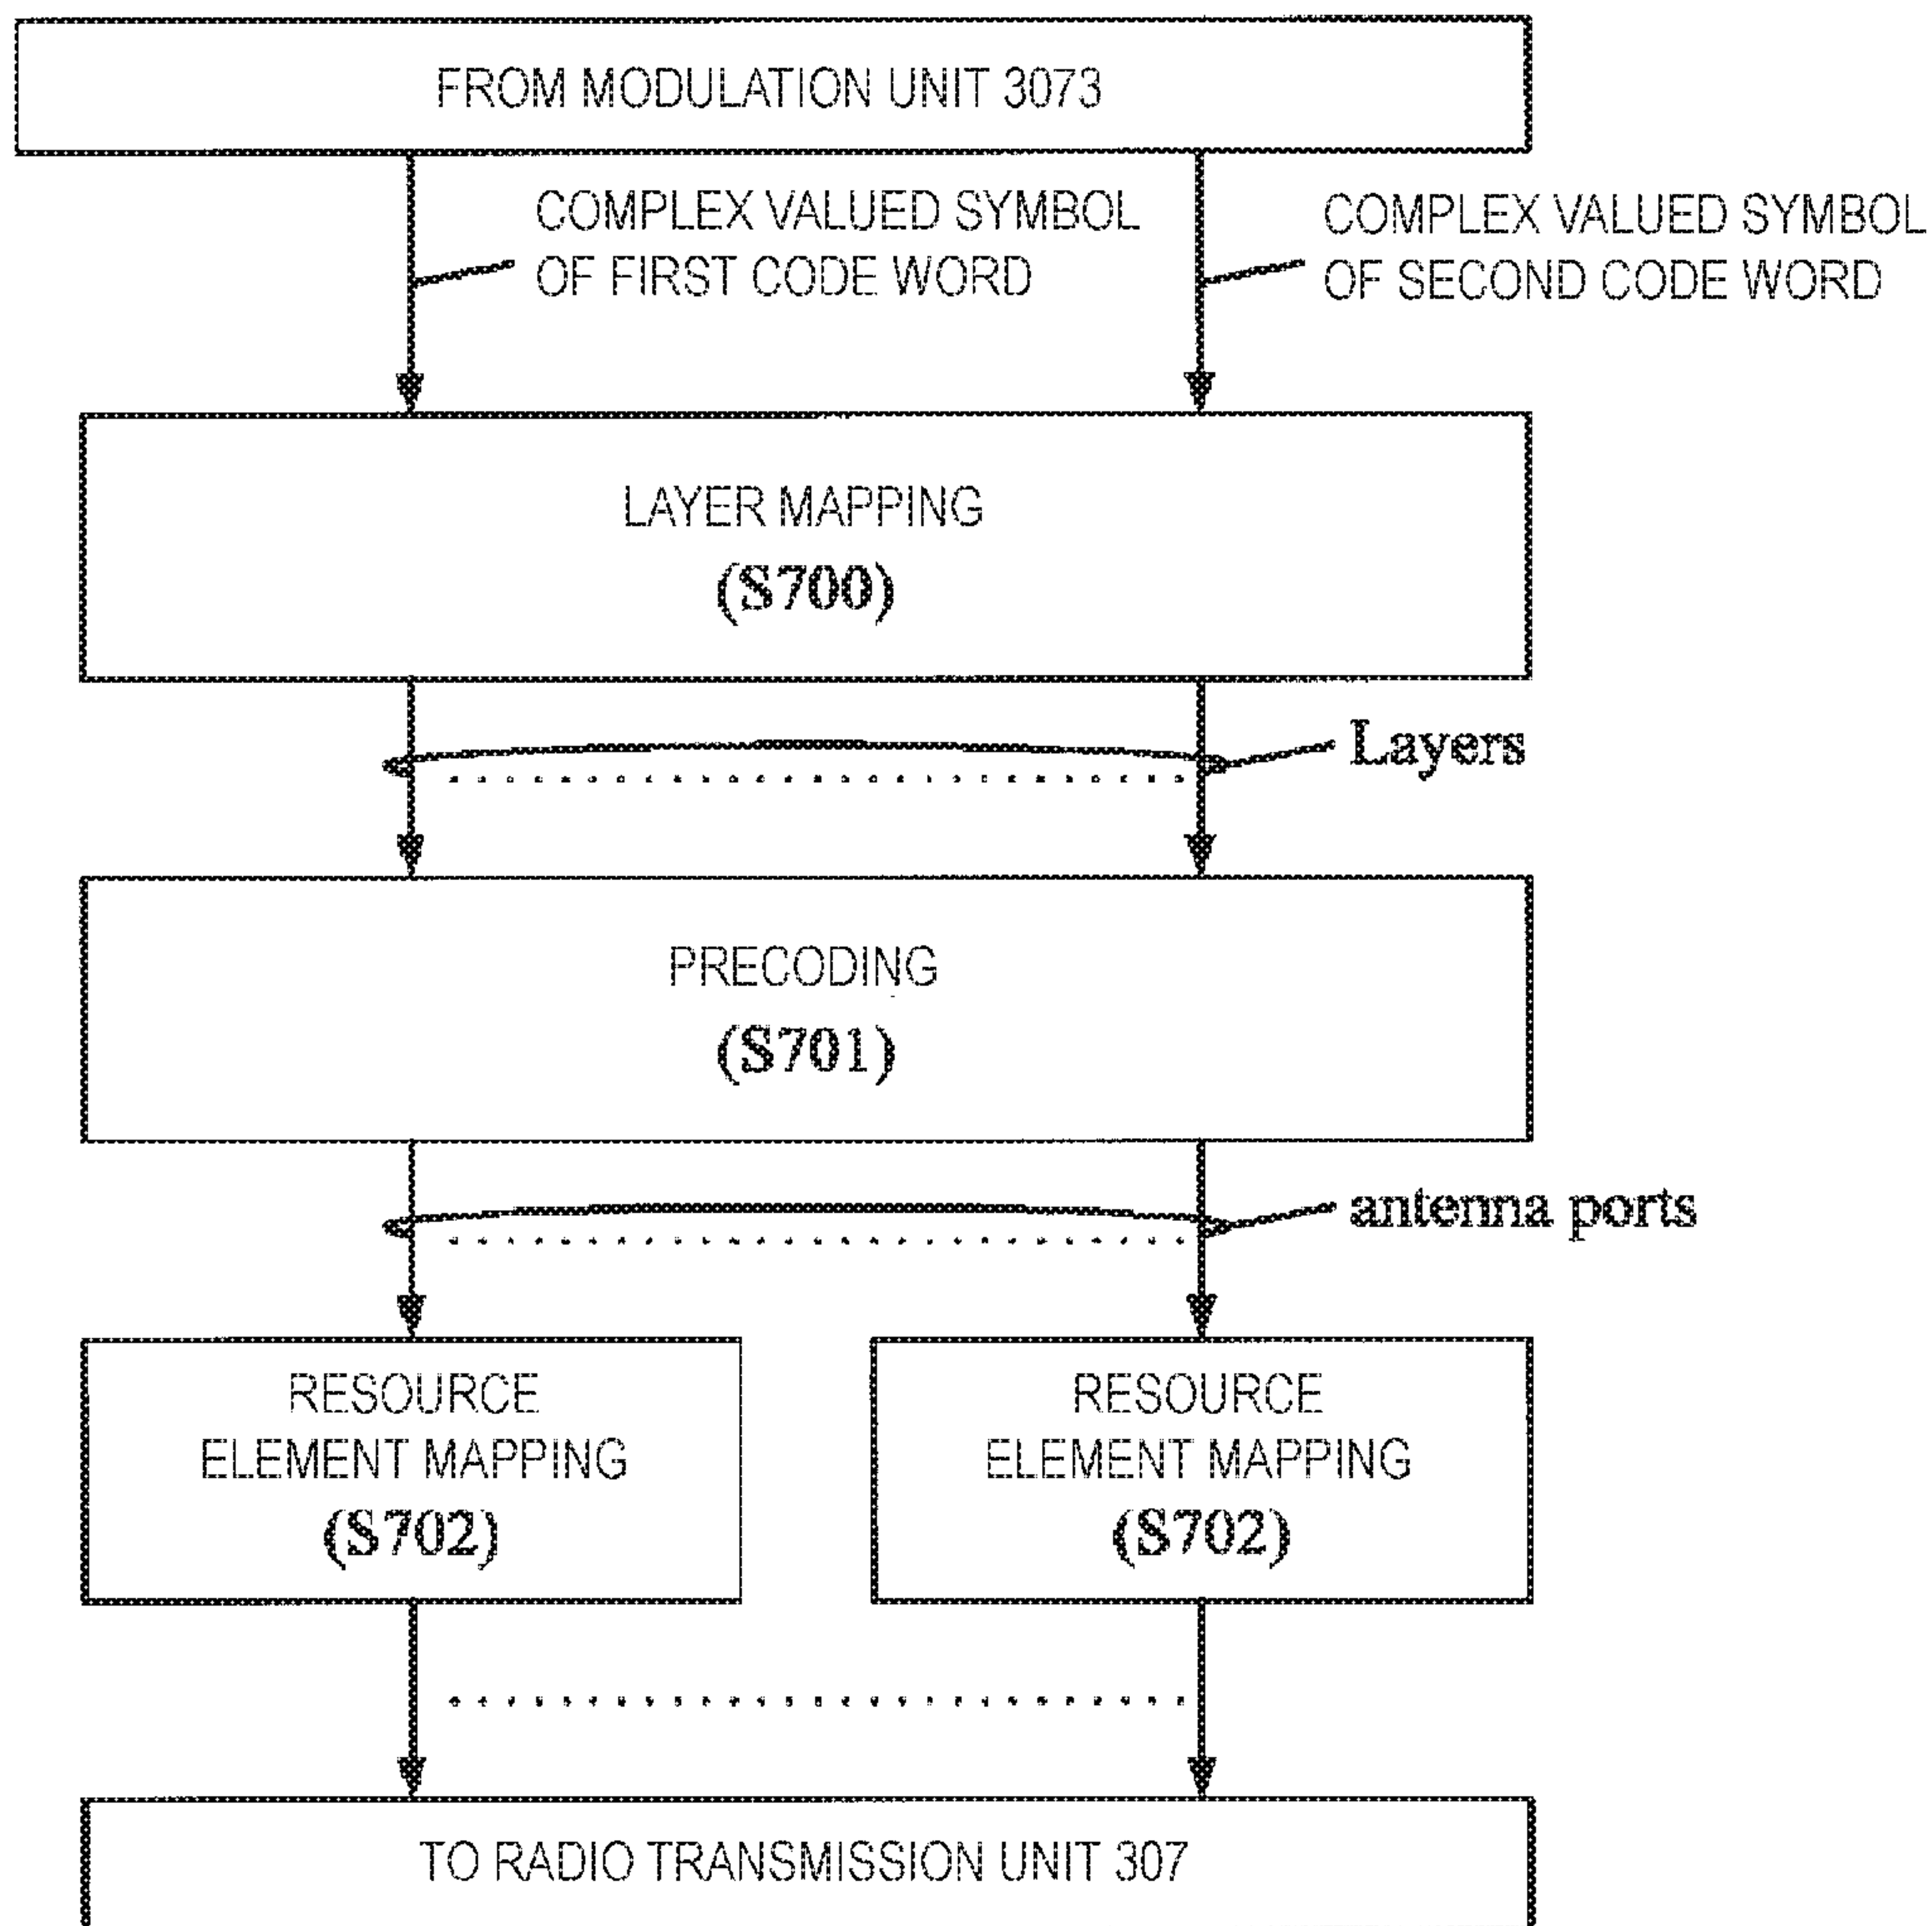 FROM MODULATION UNIT 3073
COMPLEX VALUED SYMBOL
OF FIRST CODE WORD
COMPLEX VALUED SYMBOL
OF SECOND CODE WORD
LAYER MAPPING
(S700)
Layers
PRECODING
(S701)
antenna ports
RESOURCE
ELEMENT MAPPING
(S702)
RESOURCE
ELEMENT MAPPING
(S702)
TO RADIO TRANSMISSION UNIT 307